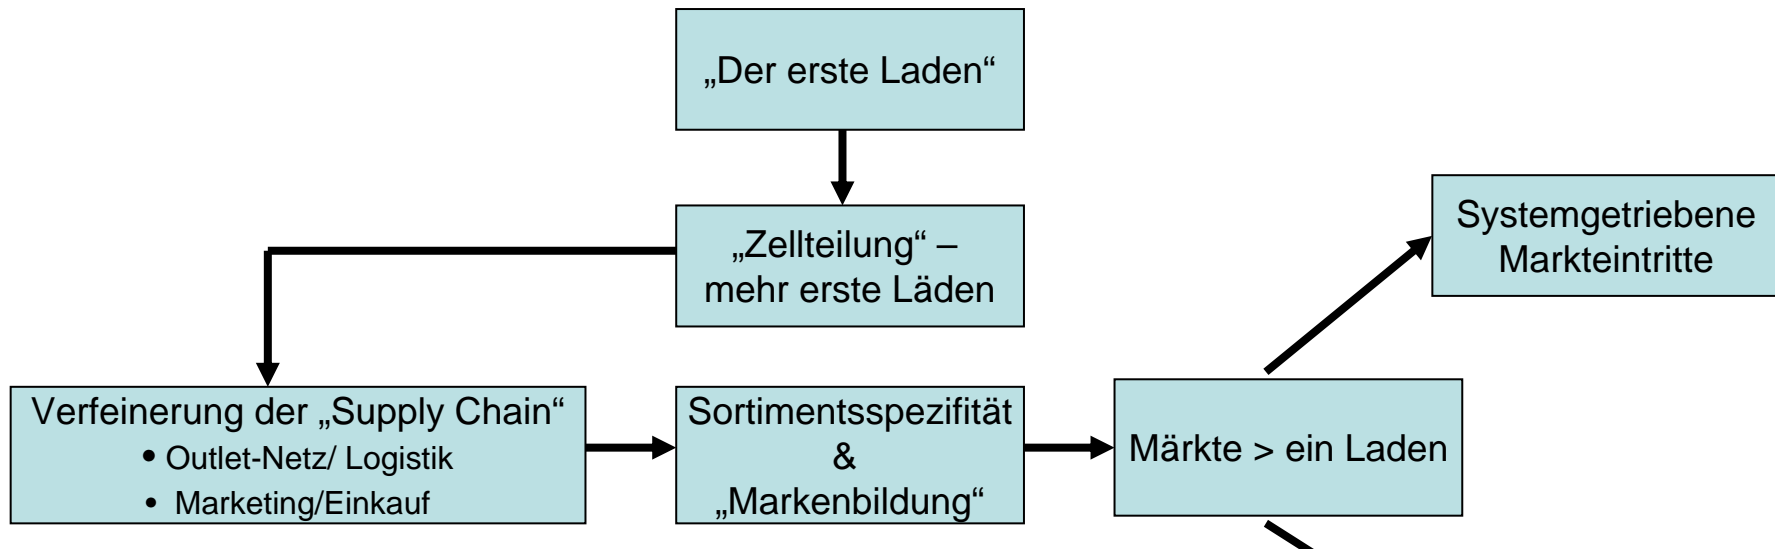 „Der erste Laden“
„Zellteilung“ –
mehr erste Läden
Systemgetriebene
Markteintritte
Verfeinerung der „Supply Chain“
• Outlet-Netz/ Logistik
• Marketing/Einkauf
Sortimentsspezifität
&
„Markenbildung“
Märkte > ein Laden